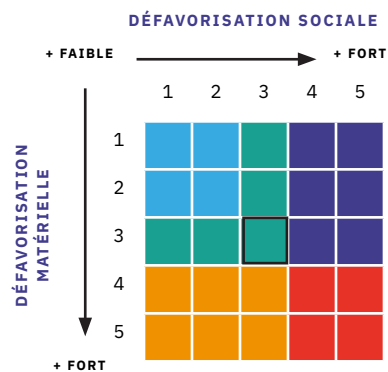 DÉFAVORISATION SOCIALE
+ FAIBLE
+ FORT
1 2 3 4 5
DÉFAVORISATION
MATÉRIELLE
1
2
3
4
5
+ FORT